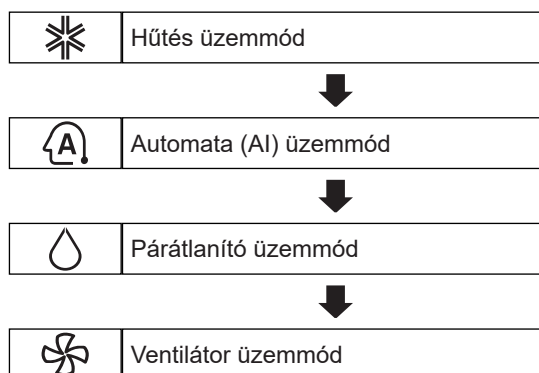 Hűtés üzemmód
A
Automata (AI) üzemmód
Párátlanító üzemmód
Ventilátor üzemmód